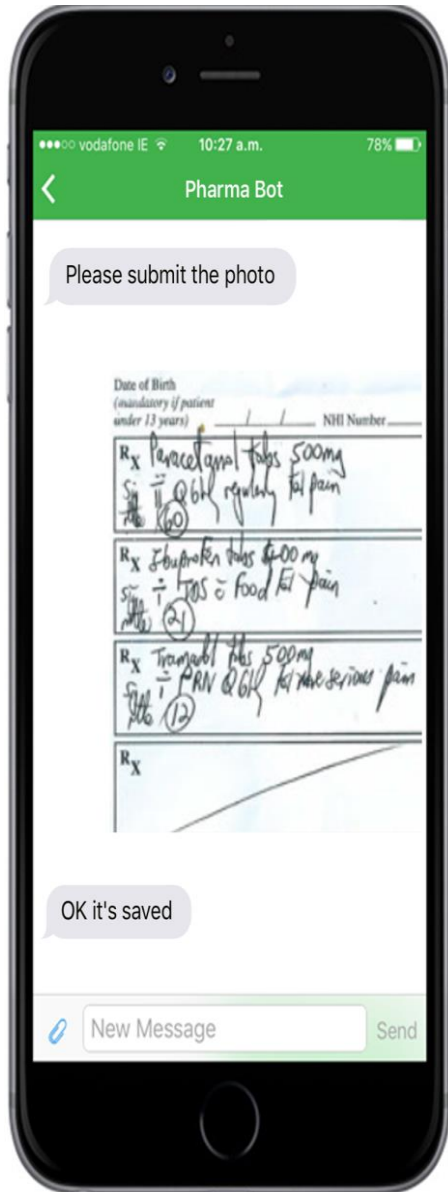 vodafone IE 10:27 a.m. 78%
Pharma Bot
Please submit the photo
Date of Birth
(mandatory if patient
under 13 years) / / NHI Number
Rx Paracetamol tabs 500mg
Sig Q6H regularly for pain
60
Rx Ibuprofen tabs 400 mg
Sig TDS c̄ Food for pain
21
Rx Tramadol tabs 500mg
Sig PRN Q6H for more serious pain
12
Rx
OK it's saved
New Message Send